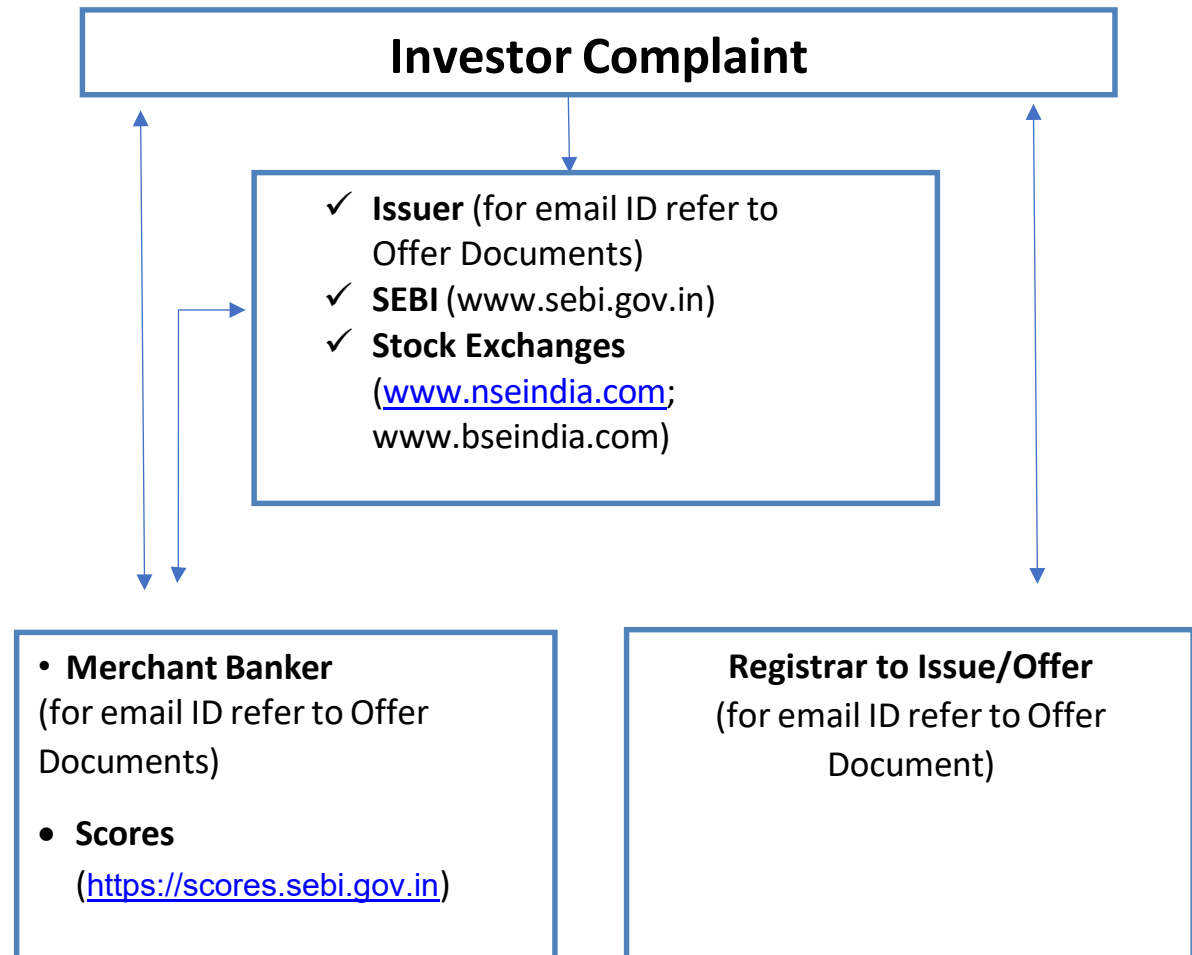 Investor Complaint
✓ Issuer (for email ID refer to
Offer Documents)
✓ SEBI (www.sebi.gov.in)
✓ Stock Exchanges
(www.nseindia.com;
www.bseindia.com)
• Merchant Banker
(for email ID refer to Offer
Documents)
• Scores
(https://scores.sebi.gov.in)
Registrar to Issue/Offer
(for email ID refer to Offer
Document)